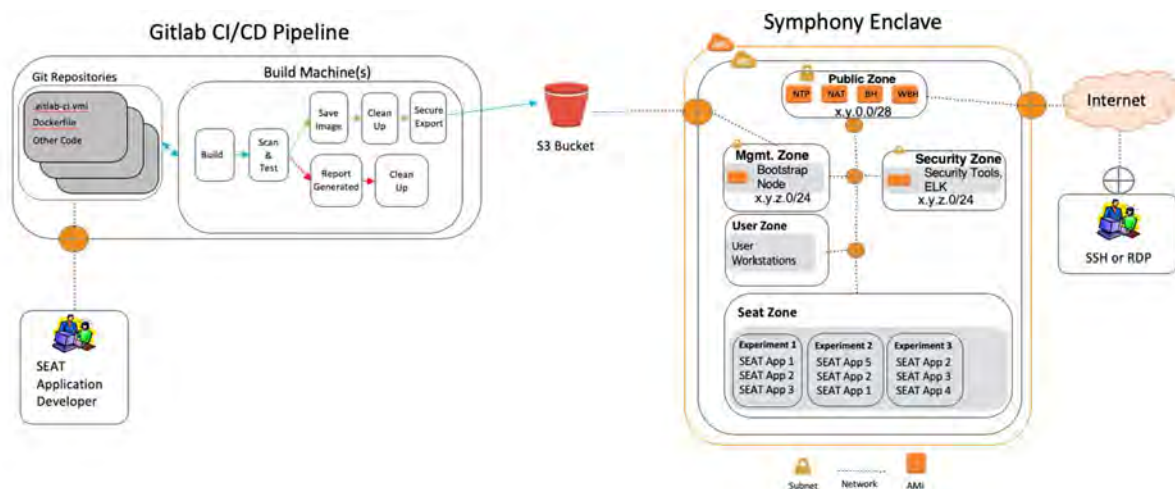 Gitlab CI/CD Pipeline
Symphony Enclave
Git Repositories
.gitlab-ci.yml
Dockerfile
Other Code
Build Machine(s)
Build
Scan
&
Test
Save
Image
Clean
Up
Secure
Export
Report
Generated
Clean
Up
SEAT
Application
Developer
S3 Bucket
Public Zone
NTP
NAT
BH
WBH
x.y.0.0/28
Mgmt. Zone
Bootstrap
Node
x.y.z.0/24
Security Zone
Security Tools,
ELK
x.y.z.0/24
User Zone
User
Workstations
Seat Zone
Experiment 1
SEAT App 1
SEAT App 2
SEAT App 3
Experiment 2
SEAT App 5
SEAT App 2
SEAT App 1
Experiment 3
SEAT App 2
SEAT App 3
SEAT App 4
Internet
SSH or RDP
Subnet
Network
AMI